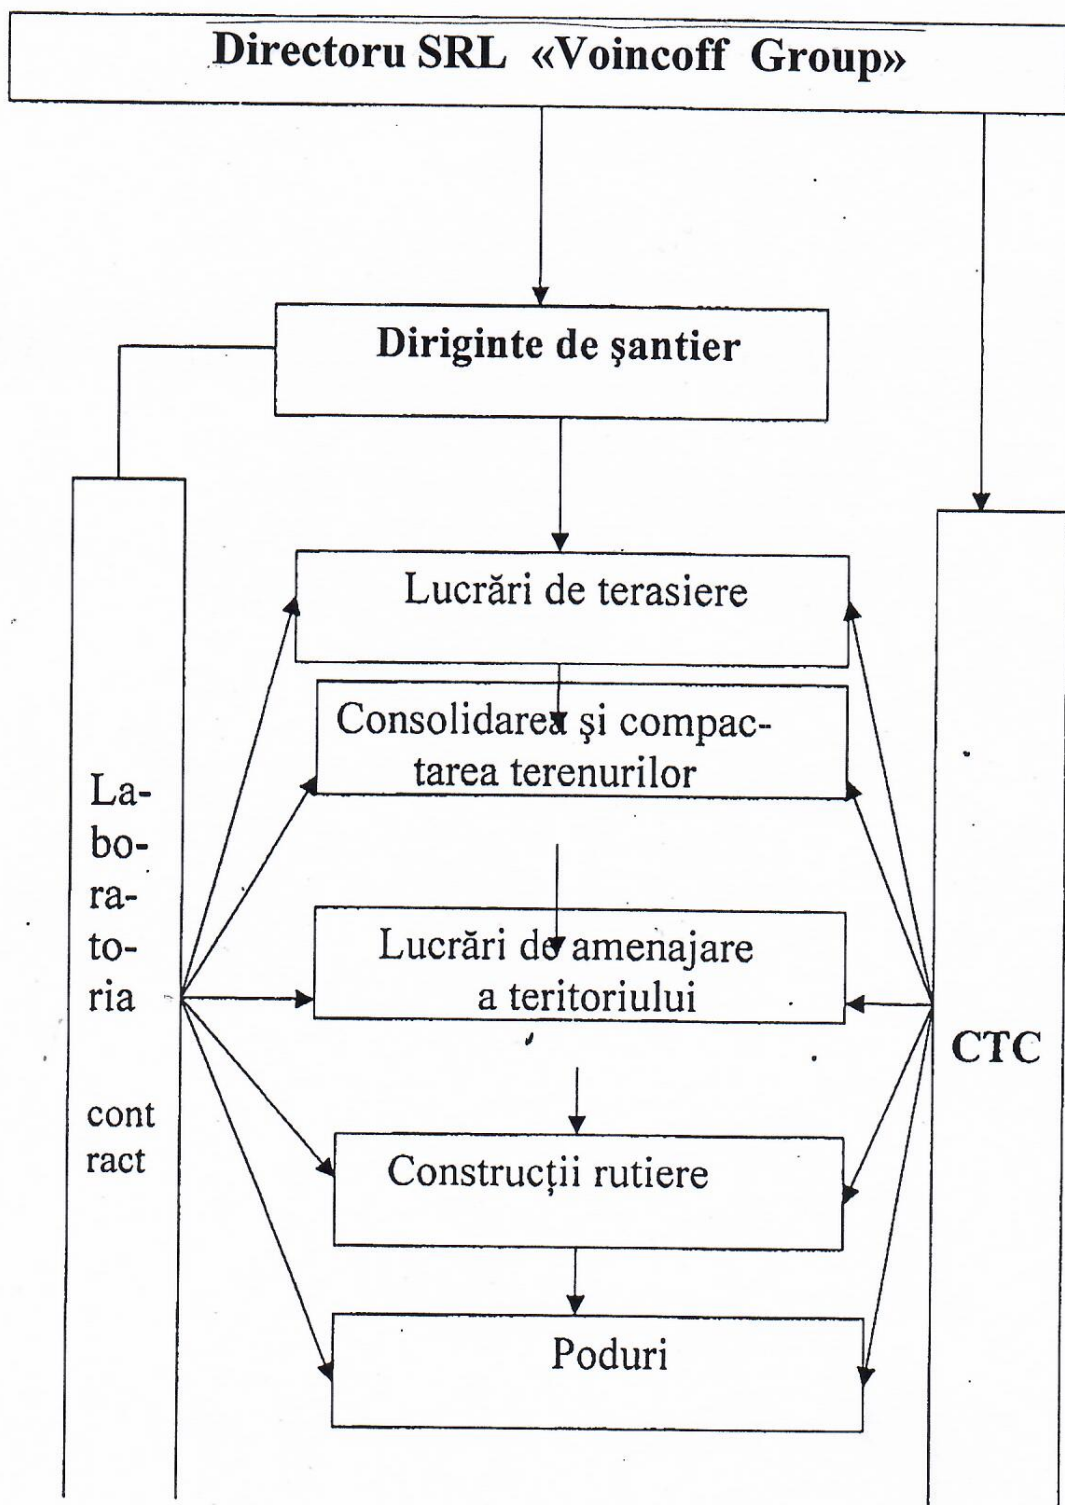 Directoru SRL «Voincoff Group»
Diriginte de şantier
Lucrări de terasiere
Consolidarea şi compac-
tarea terenurilor
Lucrări de amenajare
a teritoriului
Construcţii rutiere
Poduri
La-
bo-
ra-
to-
ria
cont
ract
CTC